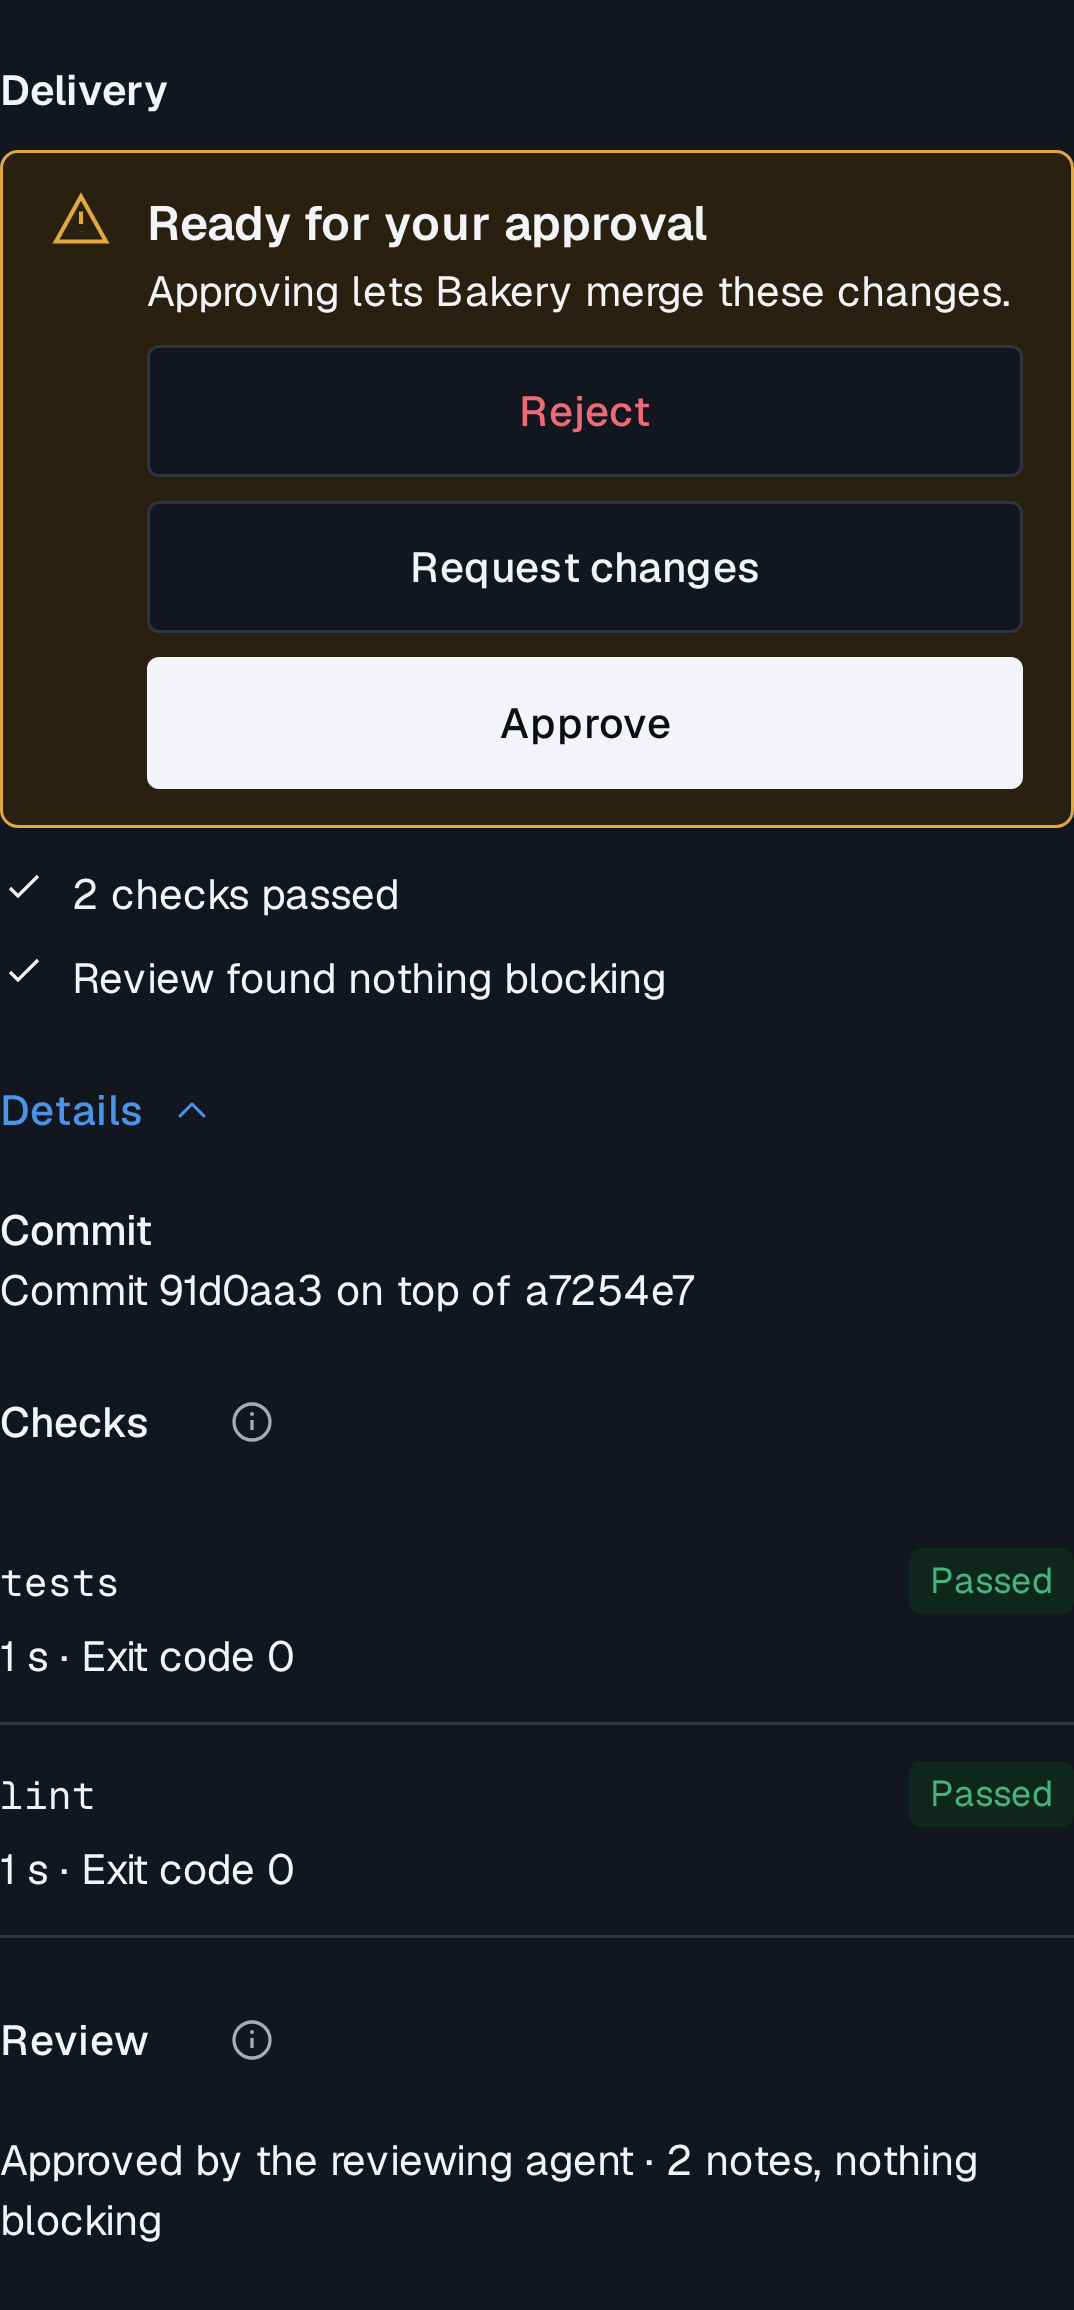 Delivery
Ready for your approval
Approving lets Bakery merge these changes.
Reject
Request changes
Approve
2 checks passed
Review found nothing blocking
Details
Commit
Commit 91d0aa3 on top of a7254e7
Checks
tests
Passed
1 s · Exit code 0
lint
Passed
1 s · Exit code 0
Review
Approved by the reviewing agent · 2 notes, nothing
blocking